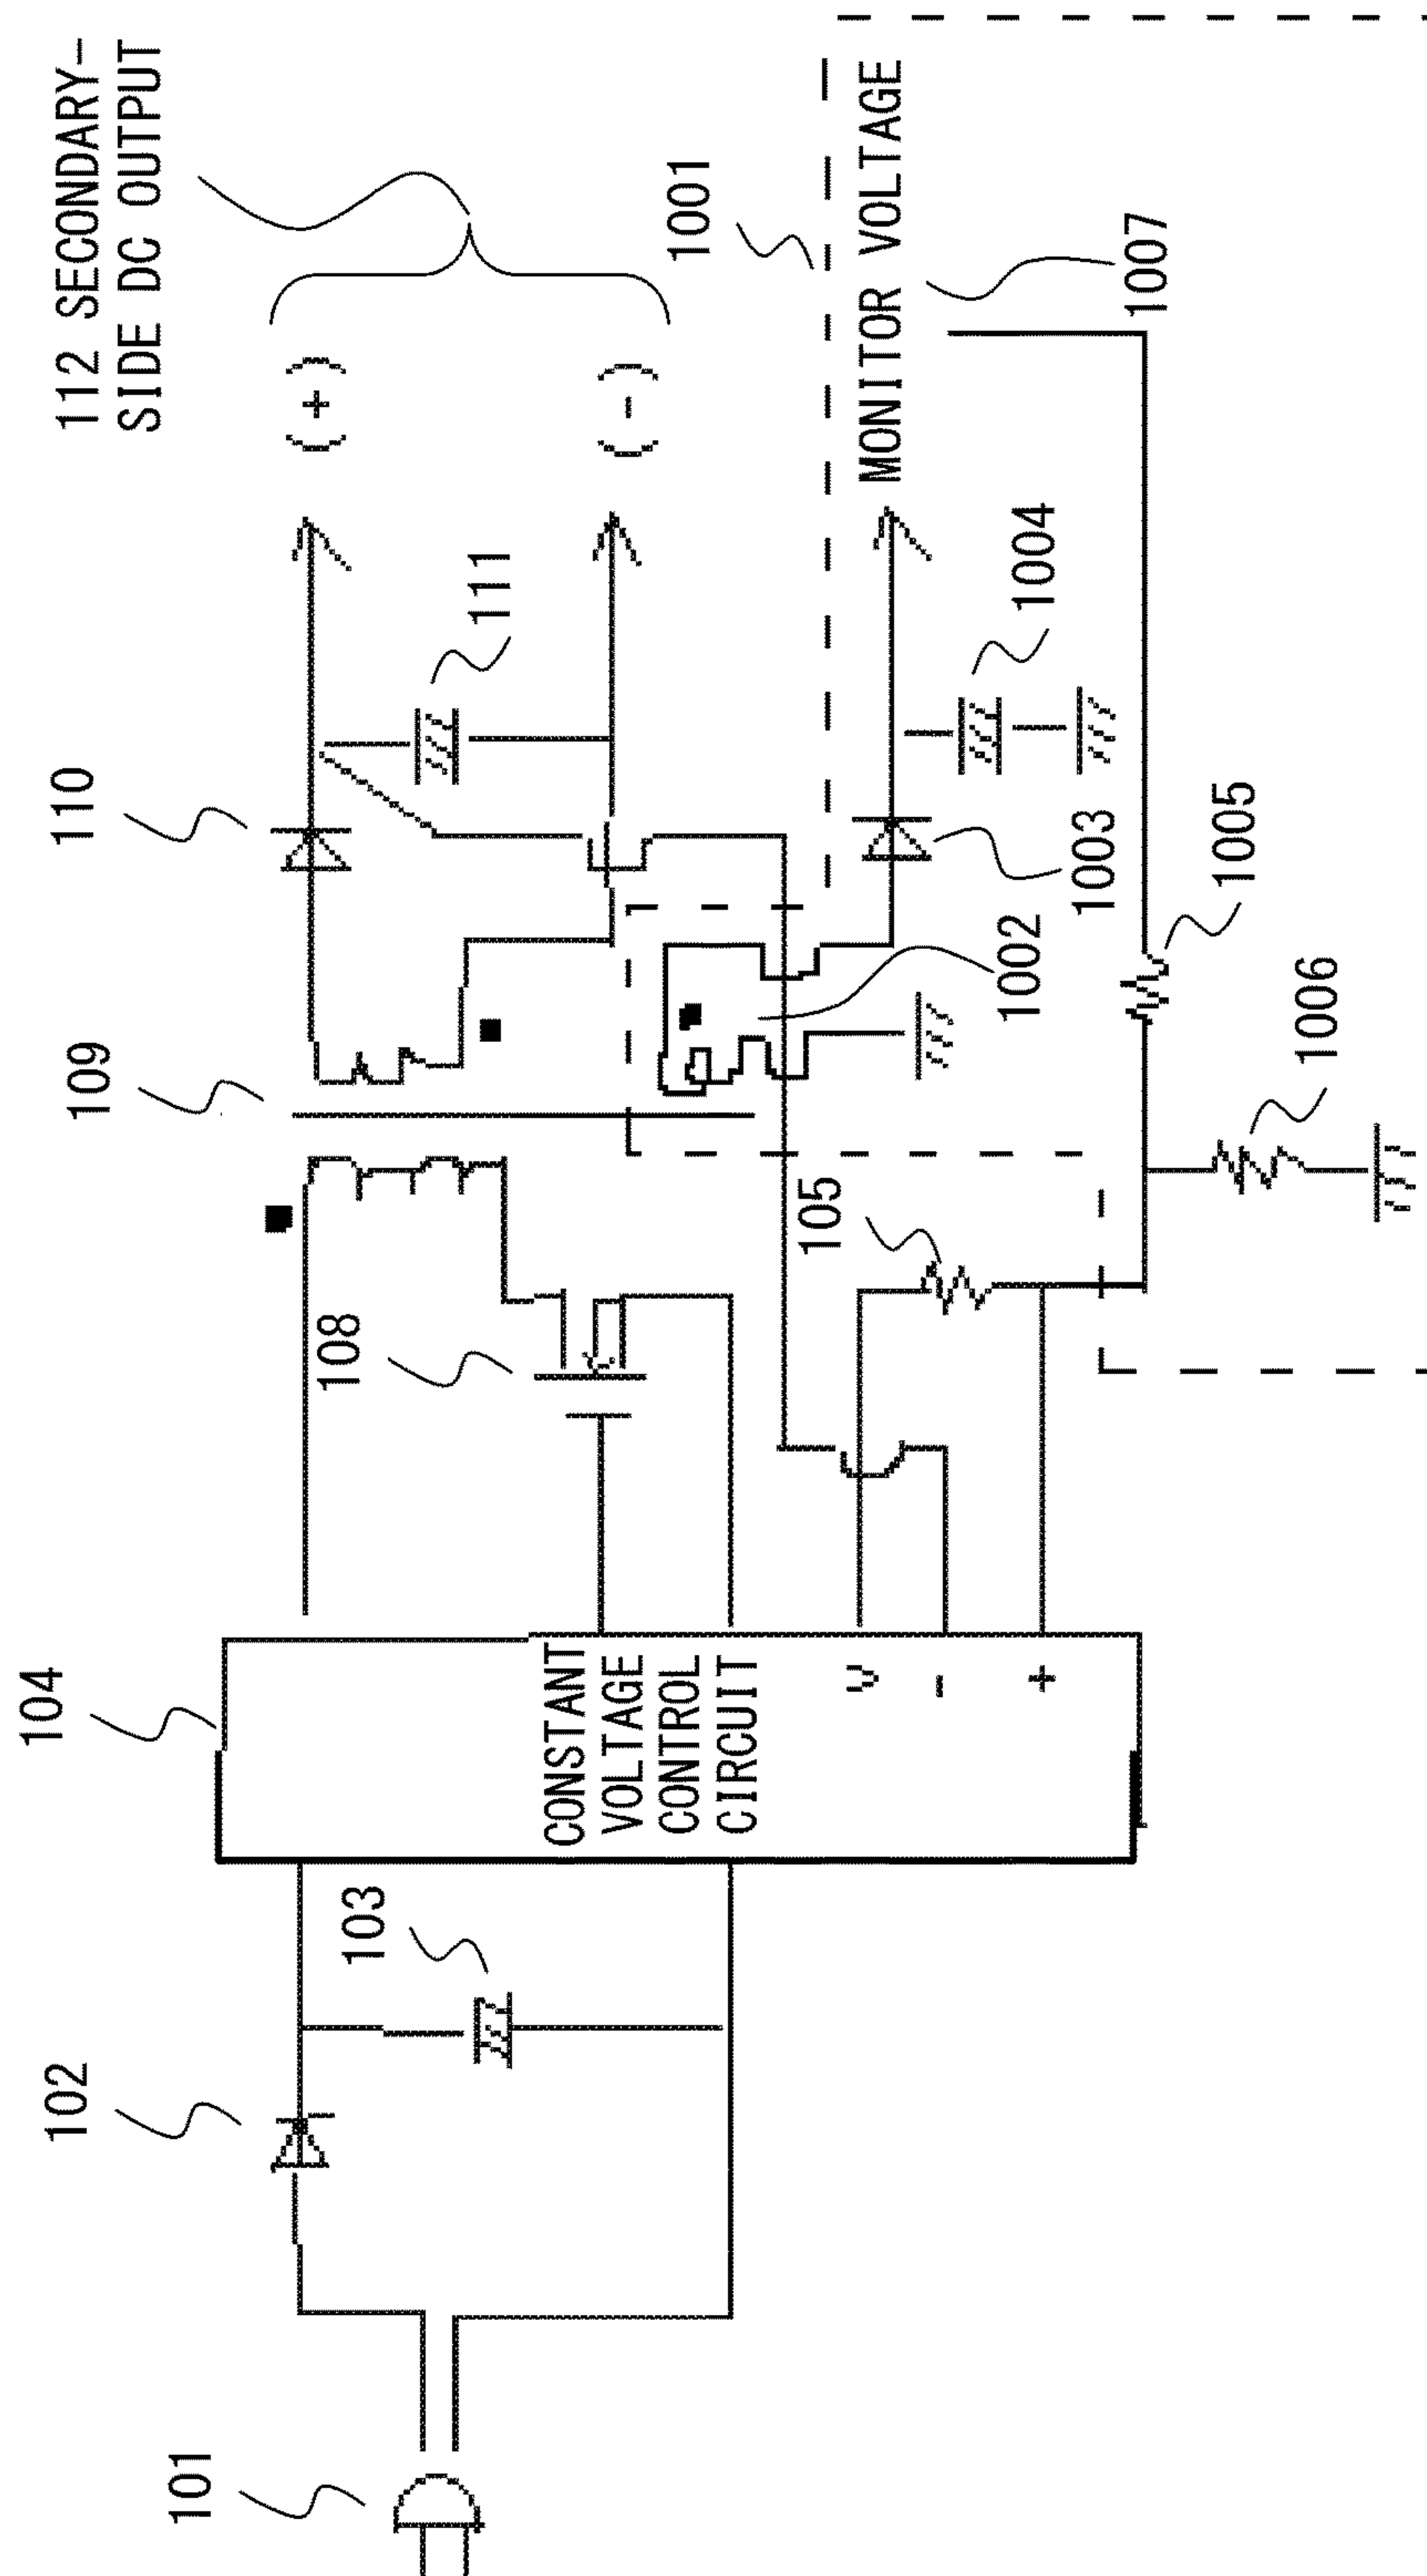 112 SECONDARY-
SIDE DC OUTPUT
(+)
(-)
110
111
109
1001
MONITOR VOLTAGE
1007
1004
1003
1002
1005
1006
105
108
104
CONSTANT
VOLTAGE
CONTROL
CIRCUIT
V
-
+
103
102
101